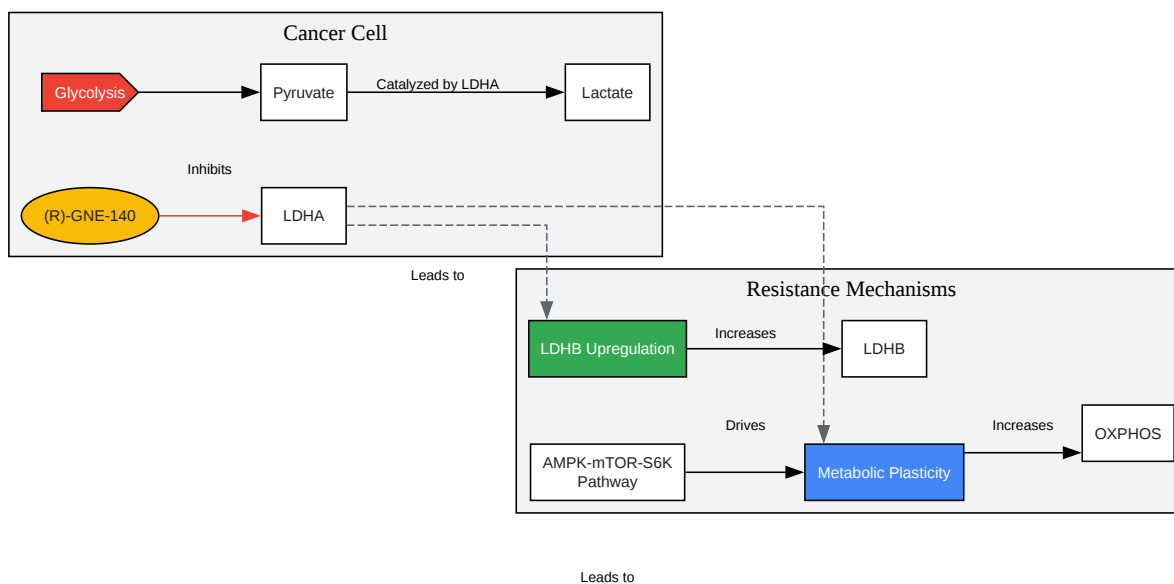 Cancer Cell
Glycolysis
Pyruvate
Catalyzed by LDHA
Lactate
Inhibits
(R)-GNE-140
LDHA
Leads to
Resistance Mechanisms
LDHB Upregulation
Increases
LDHB
AMPK-mTOR-S6K
Pathway
Drives
Metabolic Plasticity
Increases
OXPHOS
Leads to